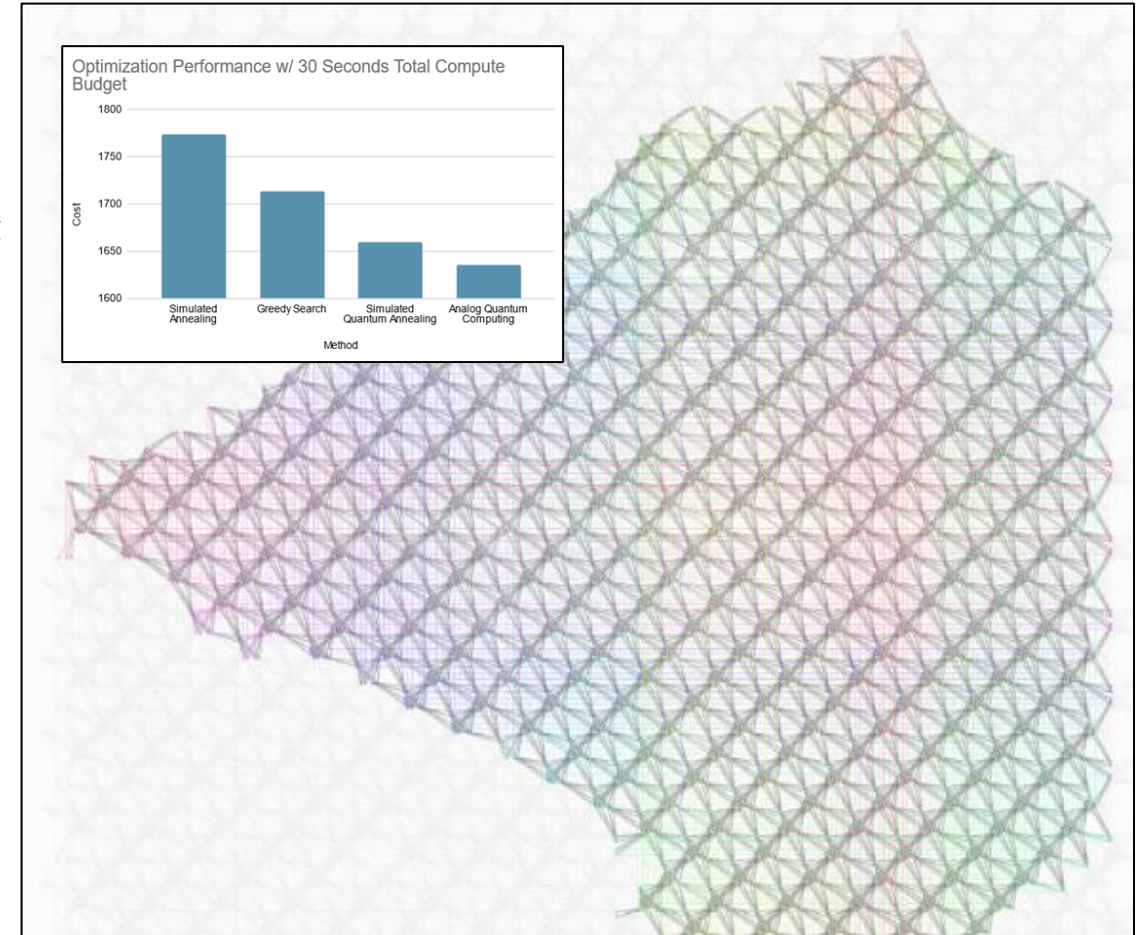 Optimization Performance w/ 30 Seconds Total Compute
Budget
1800
1750
1700
1650
1600
Cost
Simulated
Annealing
Greedy Search
Simulated
Quantum Annealing
Analog Quantum
Computing
Method